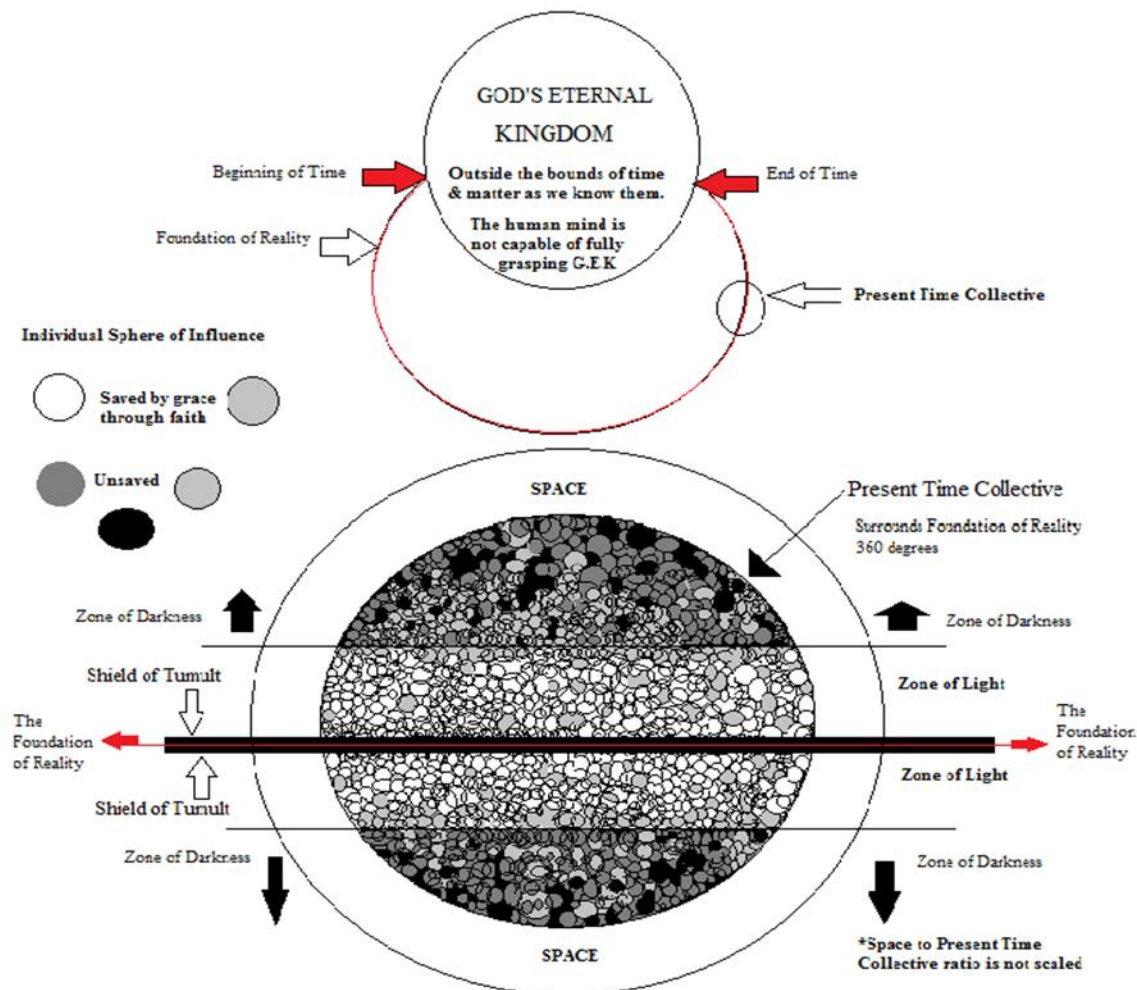 GOD'S ETERNAL
KINGDOM
Outside the bounds of time
& matter as we know them.
The human mind is
not capable of fully
grasping G.E.K
Beginning of Time
End of Time
Foundation of Reality
Present Time Collective
Individual Sphere of Influence
Saved by grace
through faith
Unsaved
SPACE
Present Time Collective
Surrounds Foundation of Reality
360 degrees
Zone of Darkness
Zone of Darkness
Shield of Tumult
Zone of Light
The
Foundation
of Reality
The
Foundation
of Reality
Zone of Light
Shield of Tumult
Zone of Darkness
Zone of Darkness
SPACE
*Space to Present Time
Collective ratio is not scaled